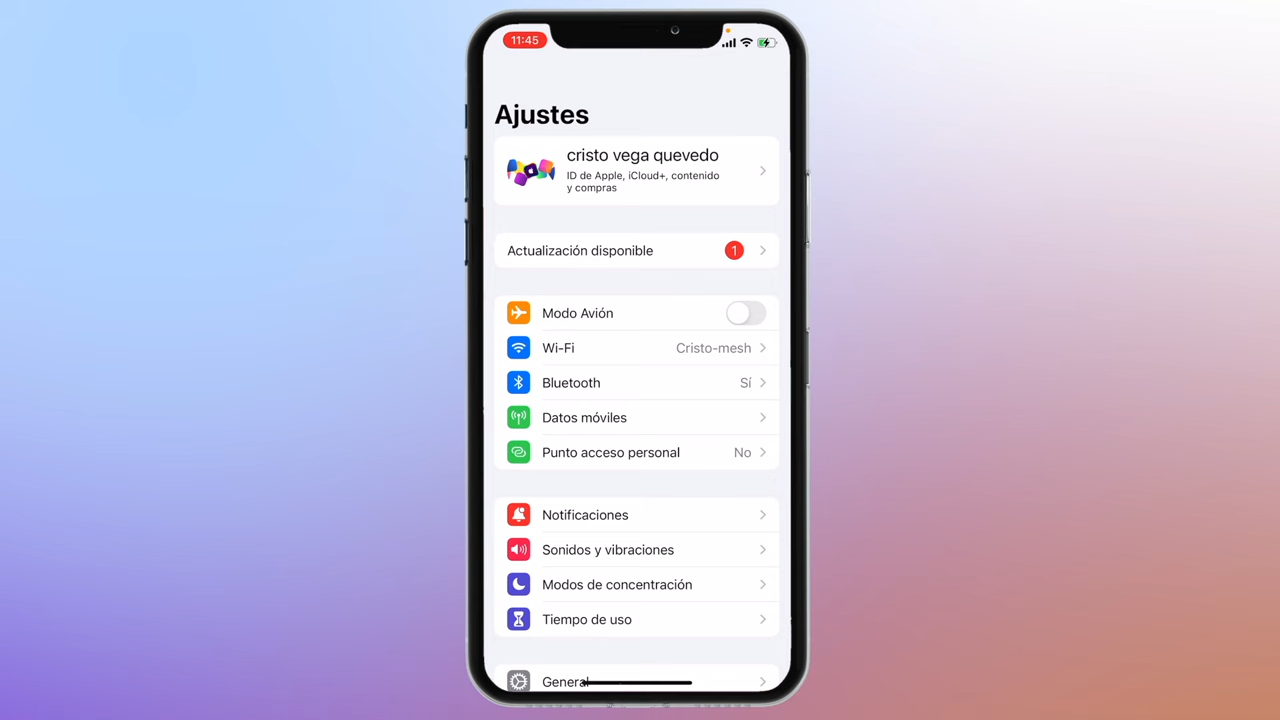 11:45
Ajustes
cristo vega quevedo
ID de Apple, iCloud+, contenido
y compras
Actualización disponible 1
Modo Avión
Wi-Fi Cristo-mesh
Bluetooth Sí
Datos móviles
Punto acceso personal No
Notificaciones
Sonidos y vibraciones
Modos de concentración
Tiempo de uso
General